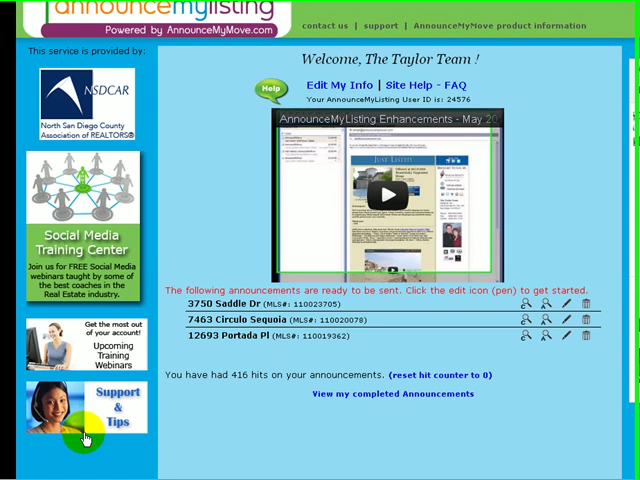 announcemylisting
Powered by AnnounceMyMove.com
contact us | support | AnnounceMyMove product information
This service is provided by:
NSDCAR
North San Diego County
Association of REALTORS®
Social Media
Training Center
Join us for FREE Social Media
webinars taught by some of
the best coaches in the
Real Estate industry.
Get the most out
of your account!
Upcoming
Training
Webinars
Support
&
Tips
Welcome, The Taylor Team !
Help
Edit My Info | Site Help - FAQ
Your AnnounceMyListing User ID is: 24576
AnnounceMyListing Enhancements - May 20
JUST LISTED
The following announcements are ready to be sent. Click the edit icon (pen) to get started.
3750 Saddle Dr (MLS#: 110023705)
7463 Circulo Sequoia (MLS#: 110020078)
12693 Portada Pl (MLS#: 110019362)
You have had 416 hits on your announcements. (reset hit counter to 0)
View my completed Announcements